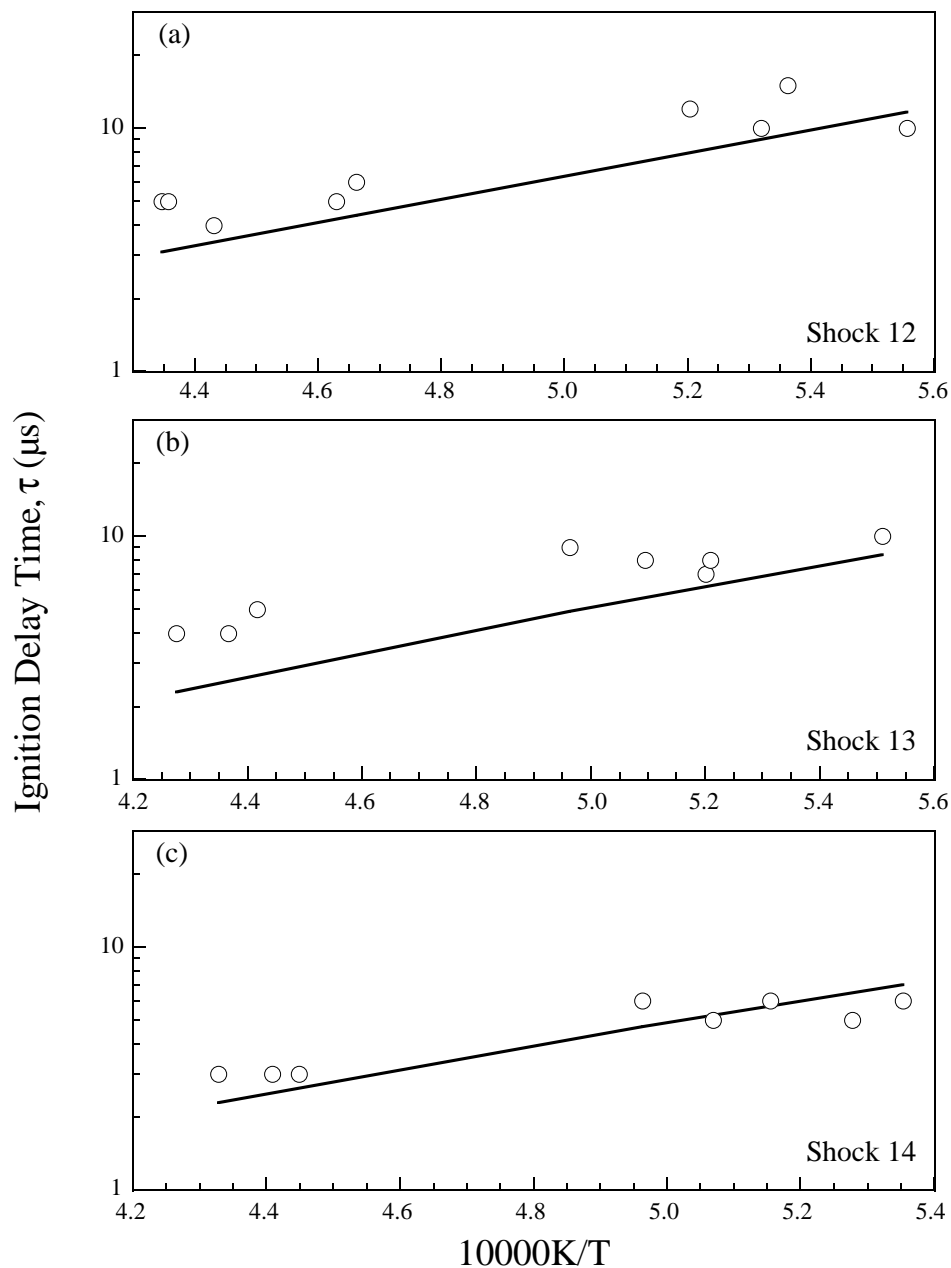 (a)
10
1
Shock 12
4.4 4.6 4.8 5.0 5.2 5.4 5.6
Ignition Delay Time, τ (μs)
(b)
10
1
Shock 13
4.2 4.4 4.6 4.8 5.0 5.2 5.4 5.6
(c)
10
1
Shock 14
4.2 4.4 4.6 4.8 5.0 5.2 5.4
10000K/T